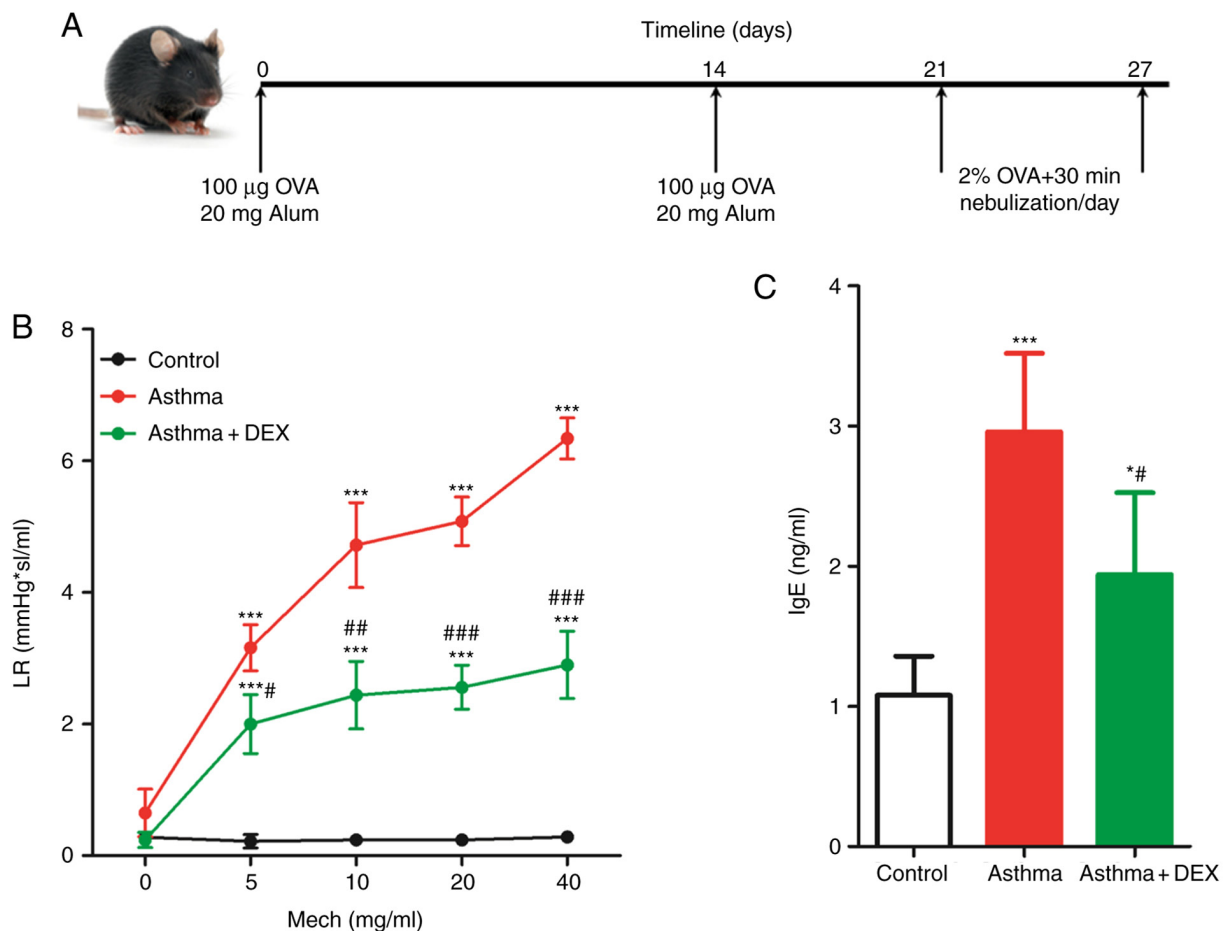 A
Timeline (days)
0
14
21
27
100 μg OVA
20 mg Alum
100 μg OVA
20 mg Alum
2% OVA+30 min
nebulization/day
B
8
6
4
2
0
LR (mmHg*sl/ml)
Control
Asthma
Asthma + DEX
***
***
***
***
***#
##
***
###
***
###
***
0
5
10
20
40
Mech (mg/ml)
C
4
3
2
1
0
IgE (ng/ml)
***
*#
Control
Asthma
Asthma + DEX